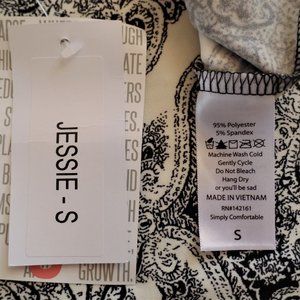 JESSIE - S
GROWTH.
95% Polyester
5% Spandex
Machine Wash Cold
Gently Cycle
Do Not Bleach
Hang Dry
or you'll be sad
MADE IN VIETNAM
RN#142161
Simply Comfortable
S